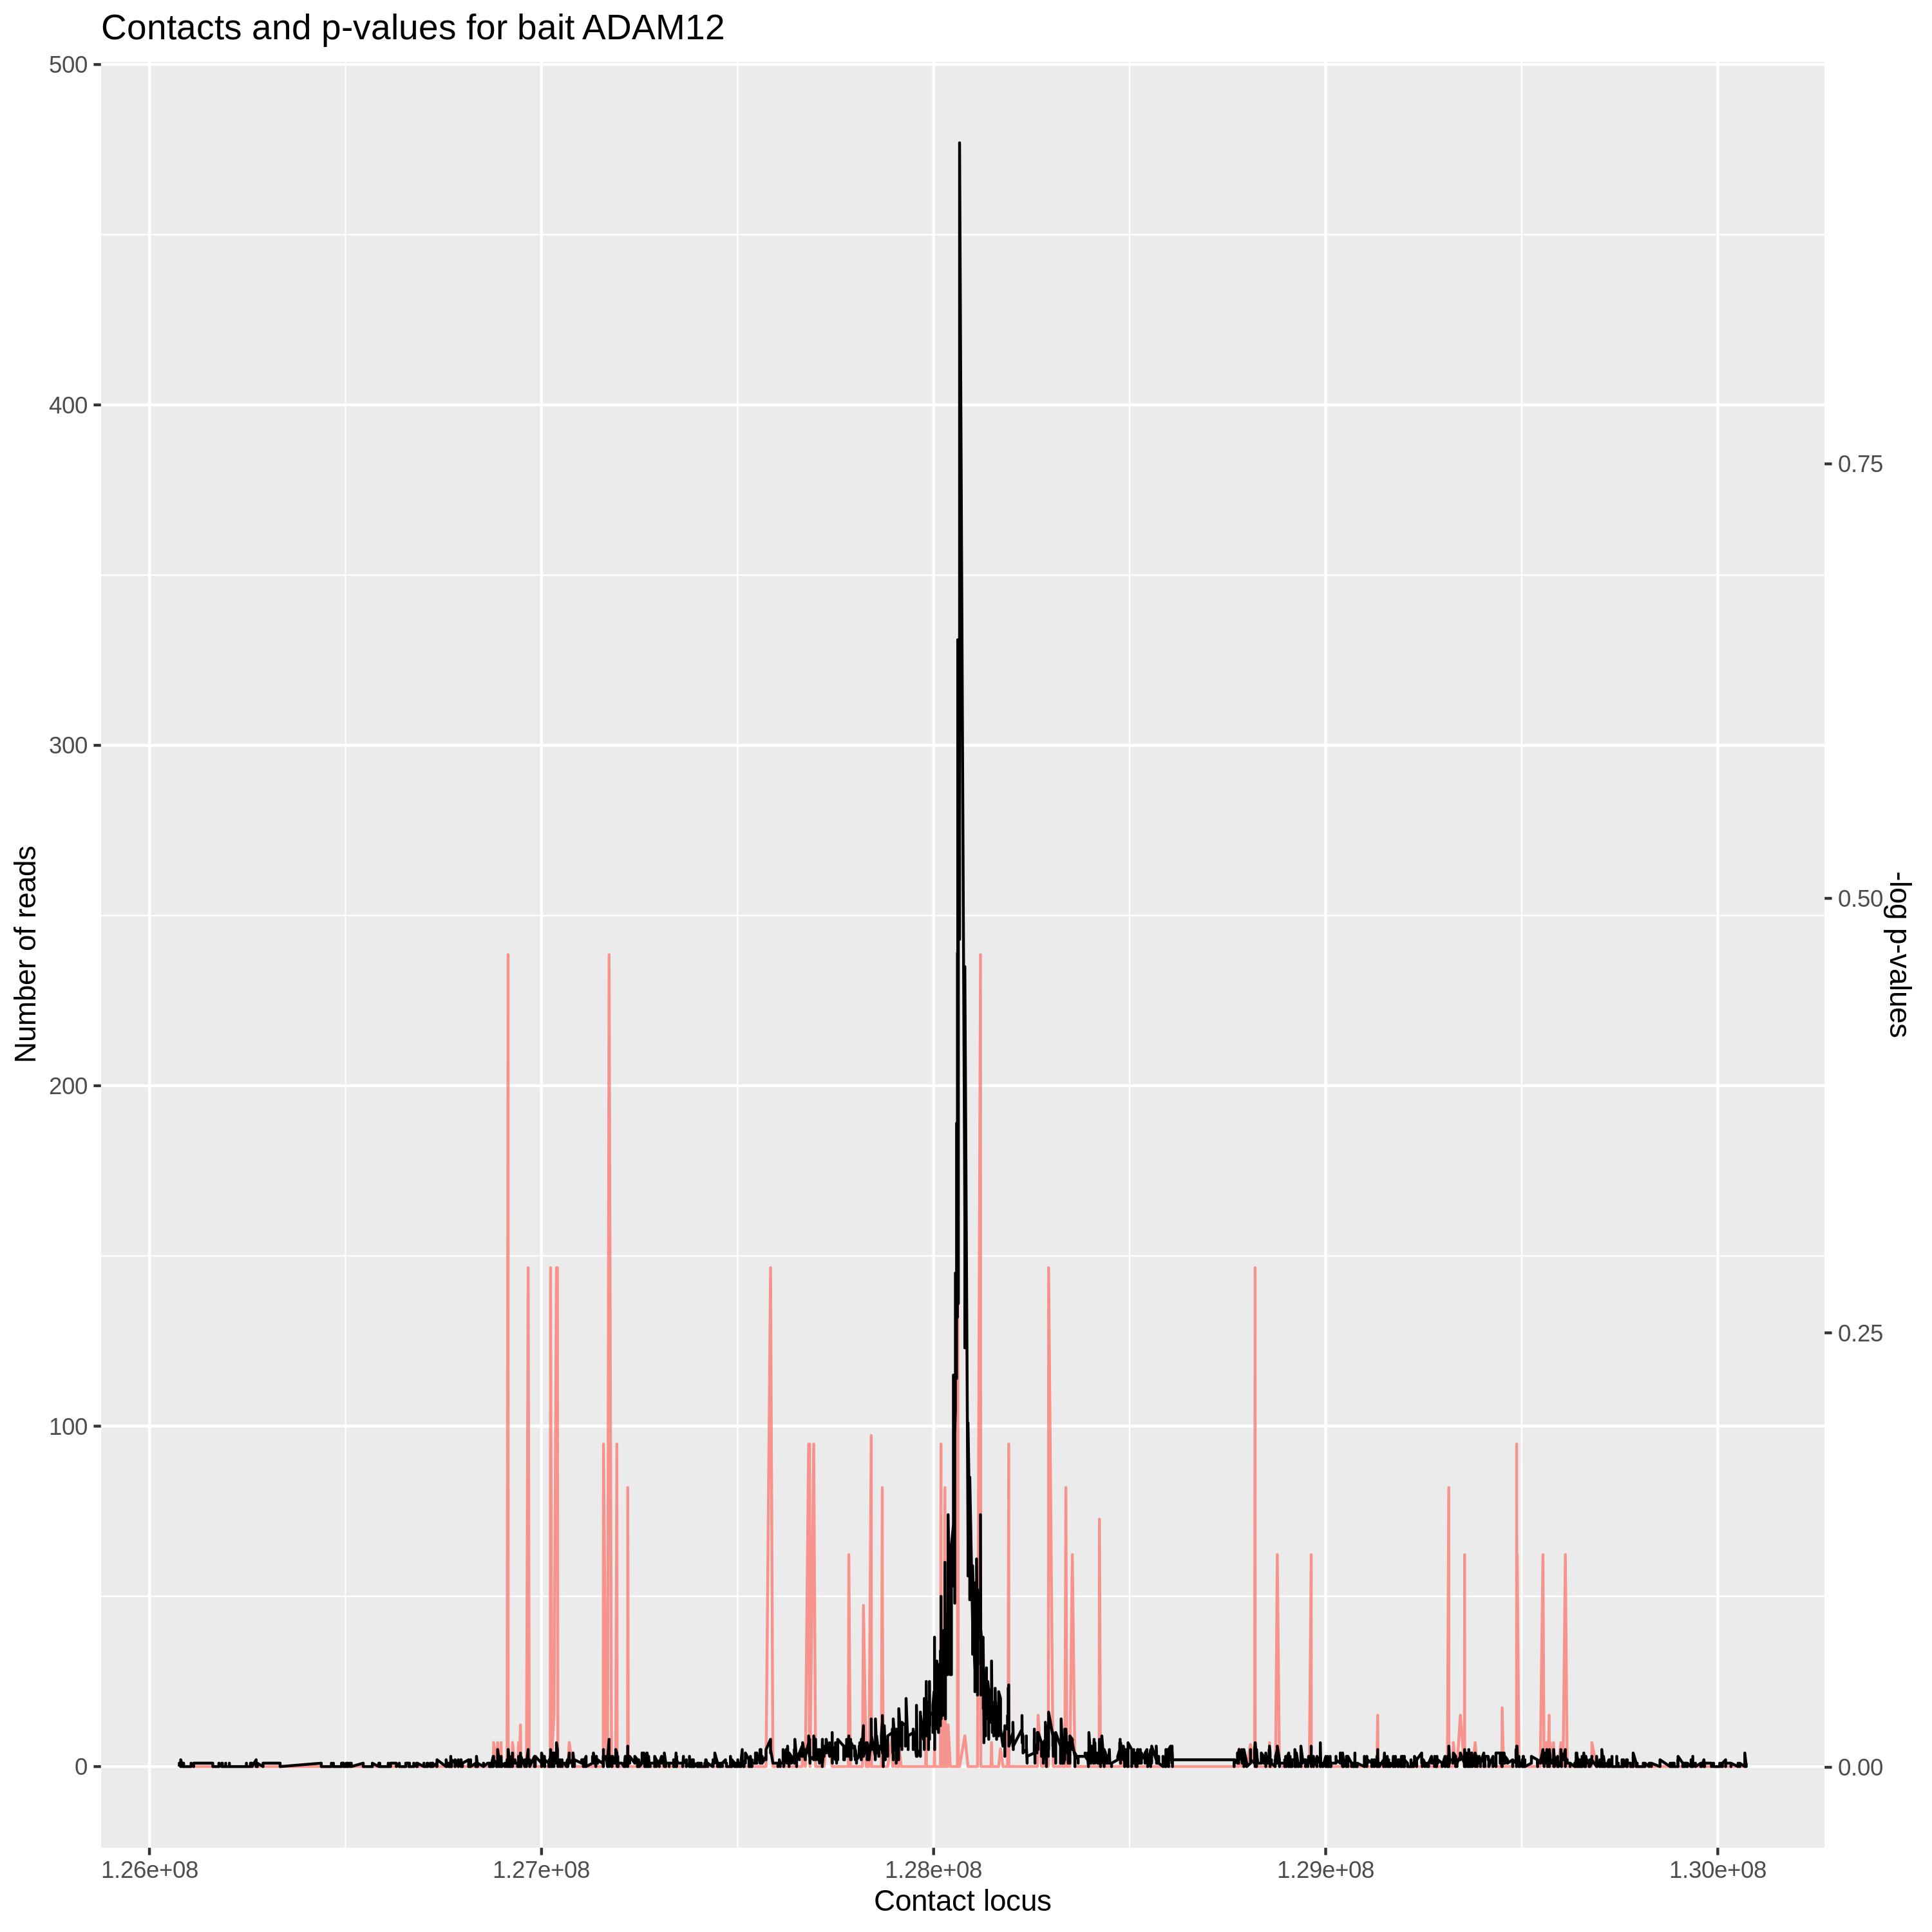 Contacts and p-values for bait ADAM12
500
400
300
200
100
0
Number of reads
0.75
0.50
0.25
0.00
-log p-values
1.26e+08
1.27e+08
1.28e+08
1.29e+08
1.30e+08
Contact locus